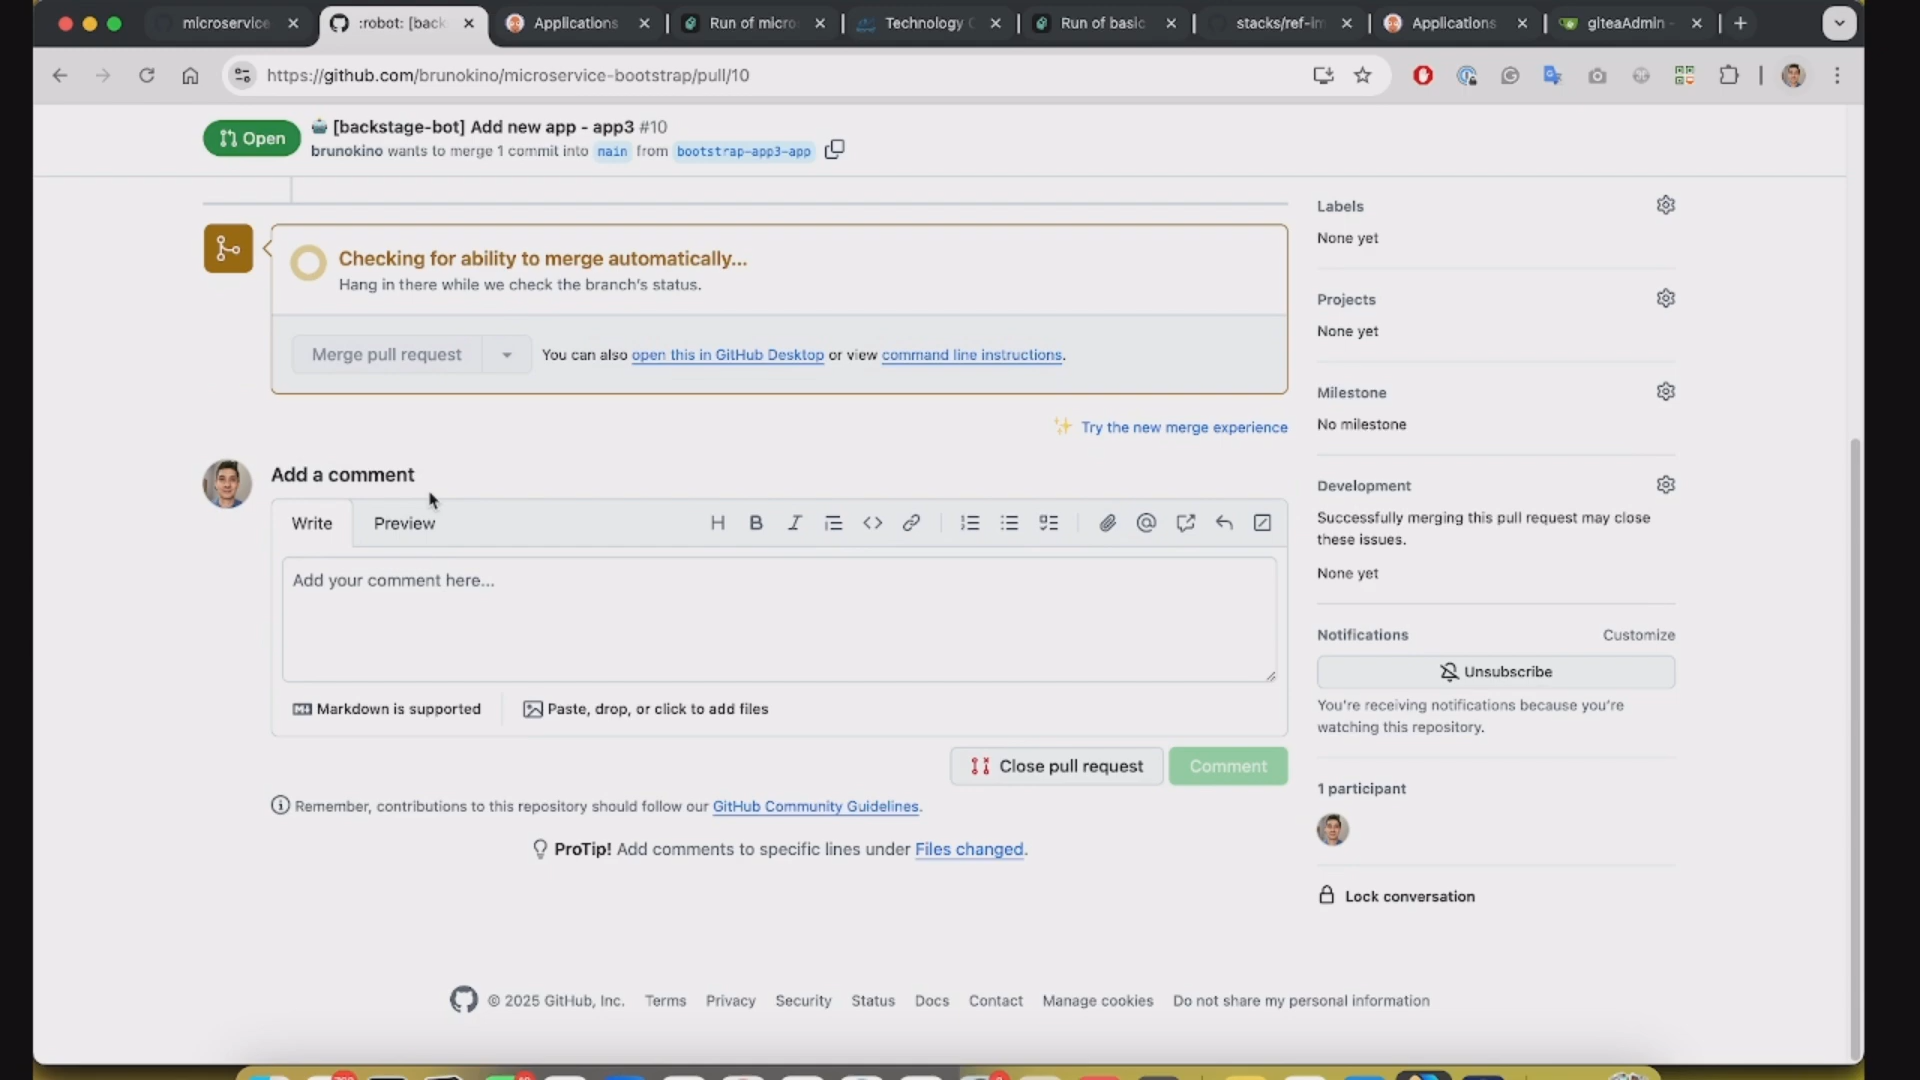 microservice
:robot: [back
Applications
Run of micro
Technology
Run of basic
stacks/ref-im
Applications
giteaAdmin -
https://github.com/brunokino/microservice-bootstrap/pull/10
Open
[backstage-bot] Add new app - app3 #10
brunokino wants to merge 1 commit into main from bootstrap-app3-app
Checking for ability to merge automatically...
Hang in there while we check the branch's status.
Merge pull request
You can also open this in GitHub Desktop or view command line instructions.
Try the new merge experience
Add a comment
Write
Preview
Add your comment here...
Markdown is supported
Paste, drop, or click to add files
Close pull request
Comment
Remember, contributions to this repository should follow our GitHub Community Guidelines.
ProTip! Add comments to specific lines under Files changed.
Labels
None yet
Projects
None yet
Milestone
No milestone
Development
Successfully merging this pull request may close
these issues.
None yet
Notifications
Customize
Unsubscribe
You're receiving notifications because you're
watching this repository.
1 participant
Lock conversation
© 2025 GitHub, Inc.
Terms
Privacy
Security
Status
Docs
Contact
Manage cookies
Do not share my personal information